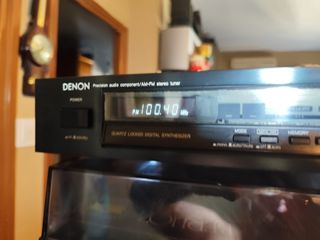 DENON Precision audio component/AM-FM stereo tuner
POWER
FM 100.40 MHz
QUARTZ LOCKED DIGITAL SYNTHESIZER
MODE
MEMORY